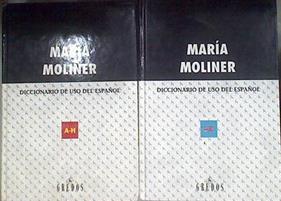 MARÍA
MOLINER
DICCIONARIO DE USO DEL ESPAÑOL
A-H
GREDOS
MARÍA
MOLINER
DICCIONARIO DE USO DEL ESPAÑOL
GREDOS